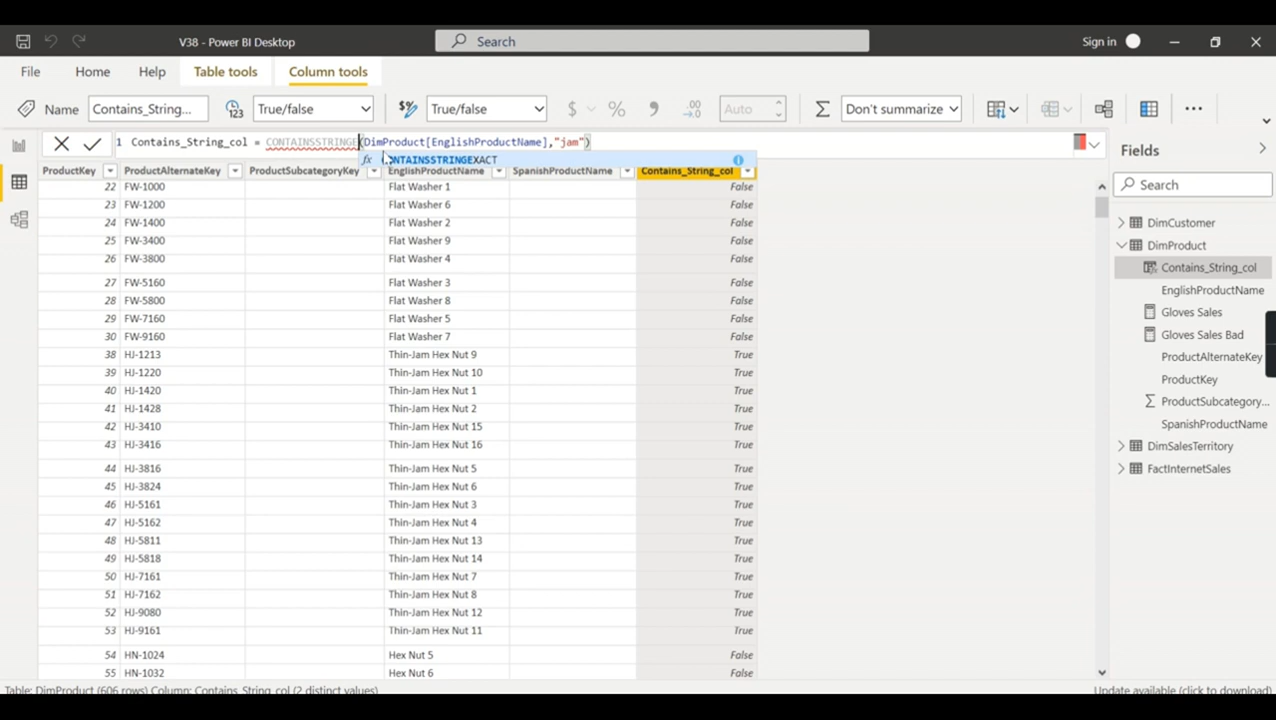 V38 - Power BI Desktop
Search
Sign in
File
Home
Help
Table tools
Column tools
Name
Contains_String...
123
True/false
$%
True/false
$
%
,
.00
Auto
Don't summarize
...
1 Contains_String_col = CONTAINSSTRINGE(DimProduct[EnglishProductName],"jam")
fx CONTAINSSTRINGEXACT
ProductKey ProductAlternateKey ProductSubcategoryKey EnglishProductName SpanishProductName Contains_String_col
22 FW-1000 Flat Washer 1 False
23 FW-1200 Flat Washer 6 False
24 FW-1400 Flat Washer 2 False
25 FW-3400 Flat Washer 9 False
26 FW-3800 Flat Washer 4 False
27 FW-5160 Flat Washer 3 False
28 FW-5800 Flat Washer 8 False
29 FW-7160 Flat Washer 5 False
30 FW-9160 Flat Washer 7 False
38 HJ-1213 Thin-Jam Hex Nut 9 True
39 HJ-1220 Thin-Jam Hex Nut 10 True
40 HJ-1420 Thin-Jam Hex Nut 1 True
41 HJ-1428 Thin-Jam Hex Nut 2 True
42 HJ-3410 Thin-Jam Hex Nut 15 True
43 HJ-3416 Thin-Jam Hex Nut 16 True
44 HJ-3816 Thin-Jam Hex Nut 5 True
45 HJ-3824 Thin-Jam Hex Nut 6 True
46 HJ-5161 Thin-Jam Hex Nut 3 True
47 HJ-5162 Thin-Jam Hex Nut 4 True
48 HJ-5811 Thin-Jam Hex Nut 13 True
49 HJ-5818 Thin-Jam Hex Nut 14 True
50 HJ-7161 Thin-Jam Hex Nut 7 True
51 HJ-7162 Thin-Jam Hex Nut 8 True
52 HJ-9080 Thin-Jam Hex Nut 12 True
53 HJ-9161 Thin-Jam Hex Nut 11 True
54 HN-1024 Hex Nut 5 False
55 HN-1032 Hex Nut 6 False
Fields
Search
DimCustomer
DimProduct
Contains_String_col
EnglishProductName
Gloves Sales
Gloves Sales Bad
ProductAlternateKey
ProductKey
ProductSubcategory...
SpanishProductName
DimSalesTerritory
FactInternetSales
Table: DimProduct (606 rows) Column: Contains_String_col (2 distinct values)
Update available (click to download)